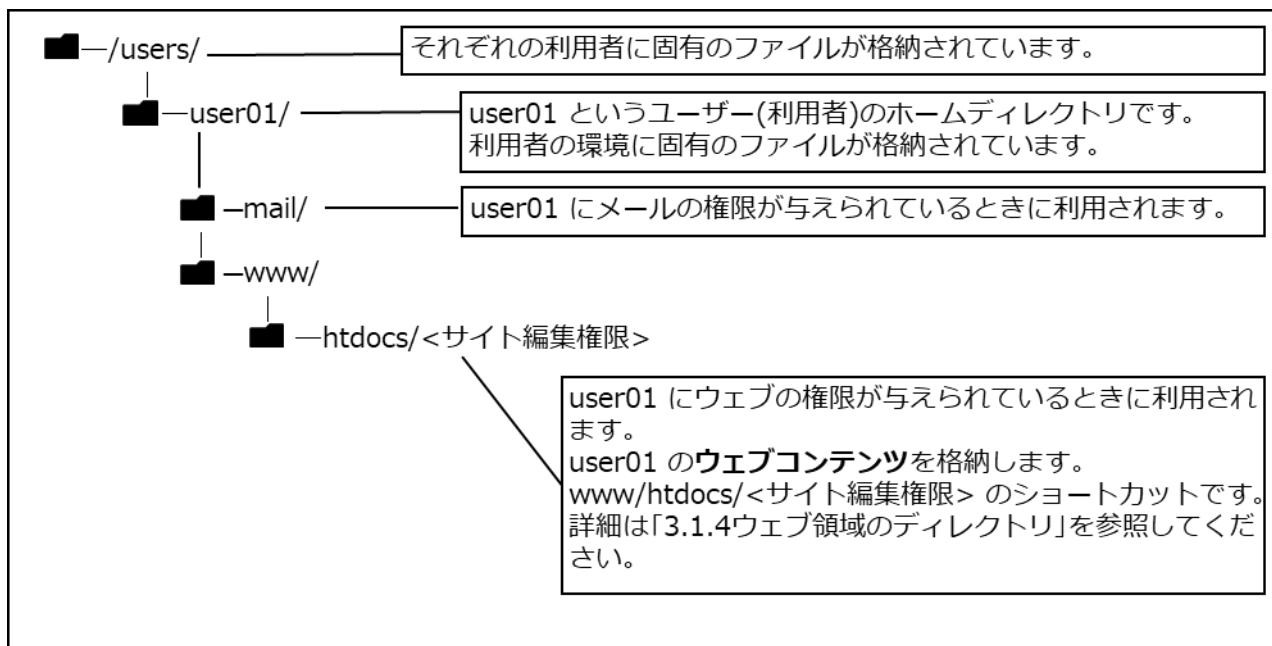 /users/
それぞれの利用者に固有のファイルが格納されています。
user01/
user01 というユーザー(利用者)のホームディレクトリです。
利用者の環境に固有のファイルが格納されています。
mail/
user01 にメールの権限が与えられているときに利用されます。
www/
htdocs/<サイト編集権限>
user01 にウェブの権限が与えられているときに利用され
ます。
user01 のウェブコンテンツを格納します。
www/htdocs/<サイト編集権限> のショートカットです。
詳細は「3.1.4ウェブ領域のディレクトリ」を参照してくだ
さい。